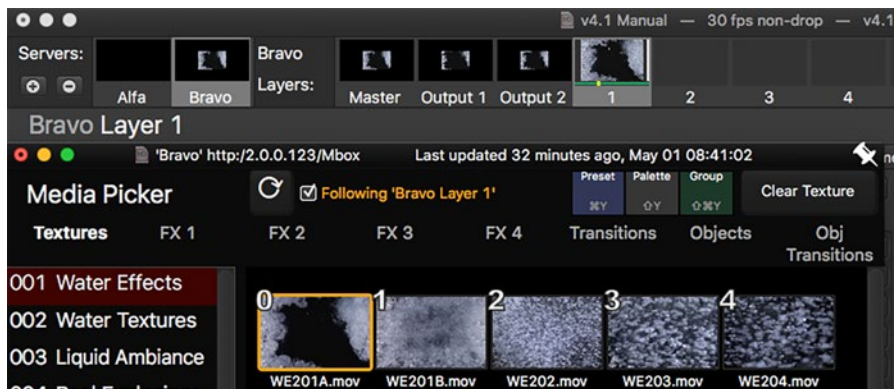 v4.1 Manual — 30 fps non-drop — v4.1
Servers:
Bravo
Layers:
Alfa
Bravo
Master
Output 1
Output 2
1
2
3
4
Bravo Layer 1
'Bravo' http:/2.0.0.123/Mbox
Last updated 32 minutes ago, May 01 08:41:02
Media Picker
Following 'Bravo Layer 1'
Preset
⌘Y
Palette
⇧Y
Group
⇧⌘Y
Clear Texture
Textures
FX 1
FX 2
FX 3
FX 4
Transitions
Objects
Obj
Transitions
001 Water Effects
002 Water Textures
003 Liquid Ambiance
0
1
2
3
4
WE201A.mov
WE201B.mov
WE202.mov
WE203.mov
WE204.mov